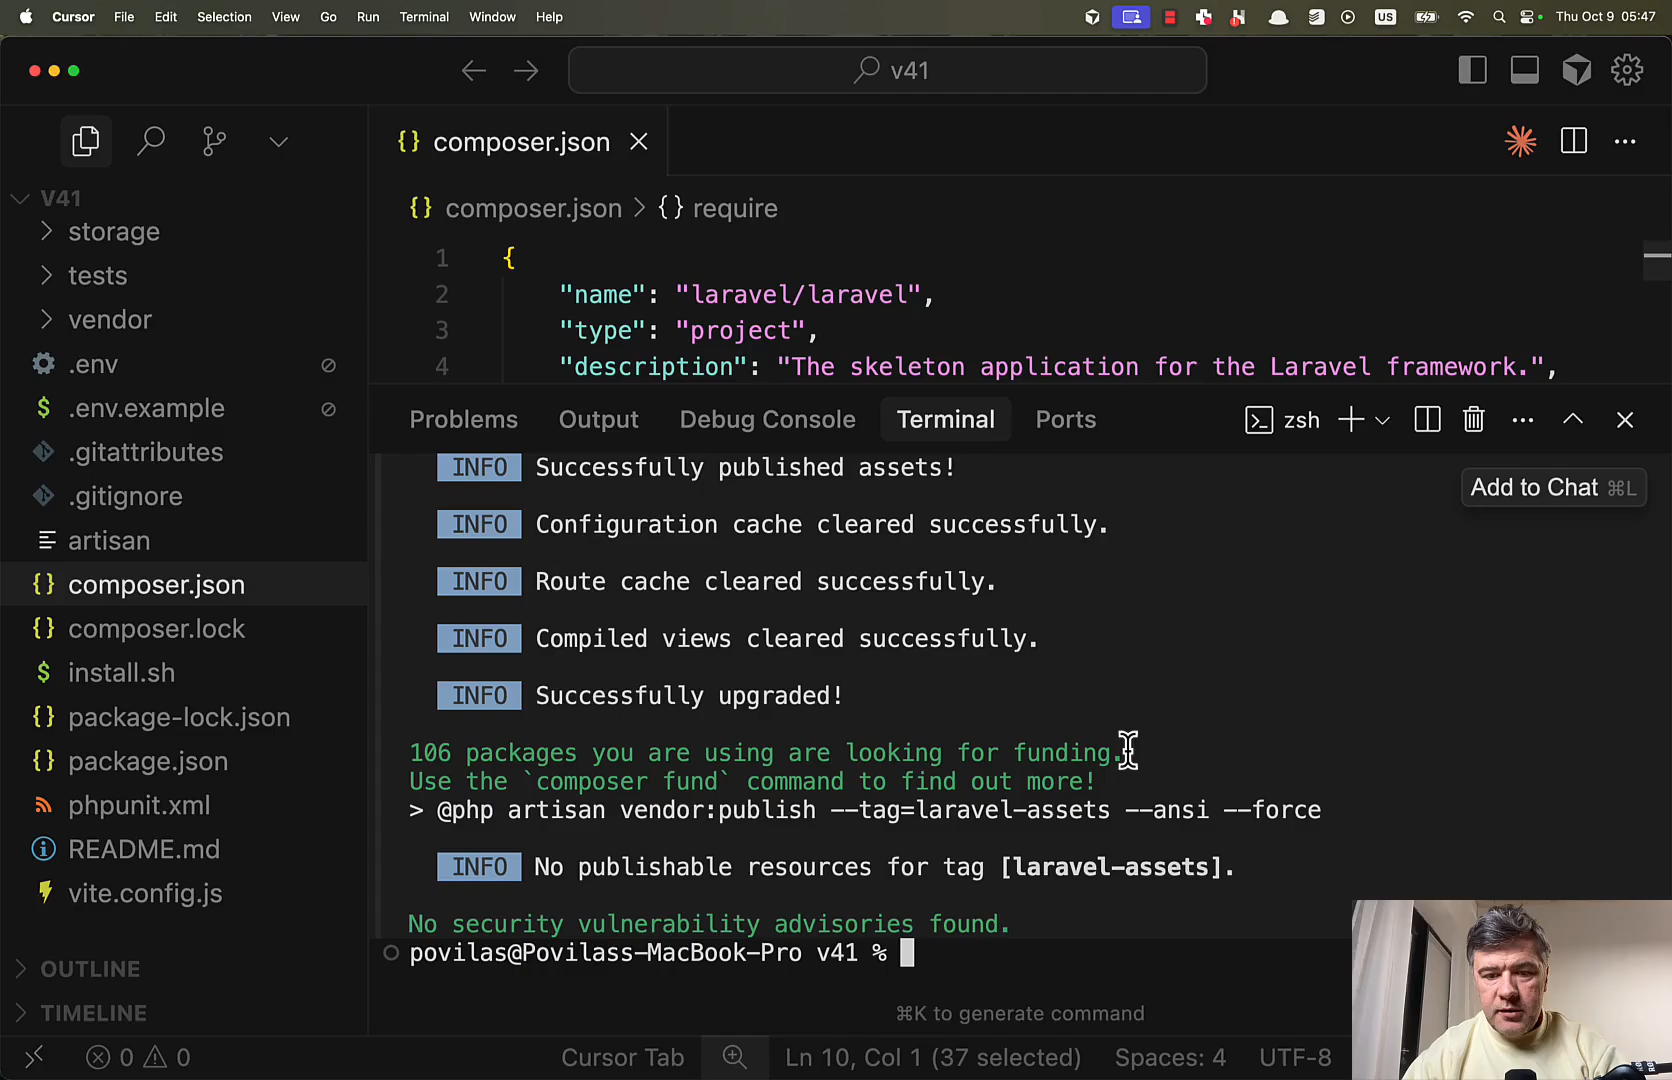 Cursor File Edit Selection View Go Run Terminal Window Help US Thu Oct 9 05:47
v41
composer.json
composer.json > {} require
V41
storage
tests
vendor
.env
$ .env.example
.gitattributes
.gitignore
artisan
{} composer.json
{} composer.lock
$ install.sh
{} package-lock.json
{} package.json
phpunit.xml
README.md
vite.config.js
OUTLINE
TIMELINE
1 {
2 "name": "laravel/laravel",
3 "type": "project",
4 "description": "The skeleton application for the Laravel framework.",
Problems Output Debug Console Terminal Ports zsh
Add to Chat ⌘L
INFO Successfully published assets!
INFO Configuration cache cleared successfully.
INFO Route cache cleared successfully.
INFO Compiled views cleared successfully.
INFO Successfully upgraded!
106 packages you are using are looking for funding.
Use the `composer fund` command to find out more!
> @php artisan vendor:publish --tag=laravel-assets --ansi --force
INFO No publishable resources for tag [laravel-assets].
No security vulnerability advisories found.
povilas@Povilass-MacBook-Pro v41 %
⌘K to generate command
0 0 Cursor Tab Ln 10, Col 1 (37 selected) Spaces: 4 UTF-8